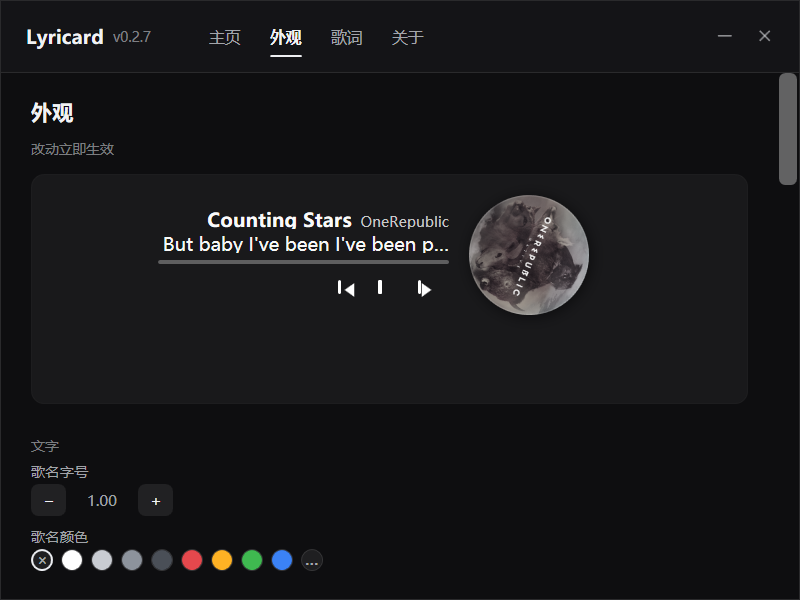 Lyricard v0.2.7 主页 外观 歌词 关于
外观
改动立即生效
Counting Stars OneRepublic
But baby I've been I've been p...
ONEREPUBLIC
文字
歌名字号
− 1.00 +
歌名颜色
...